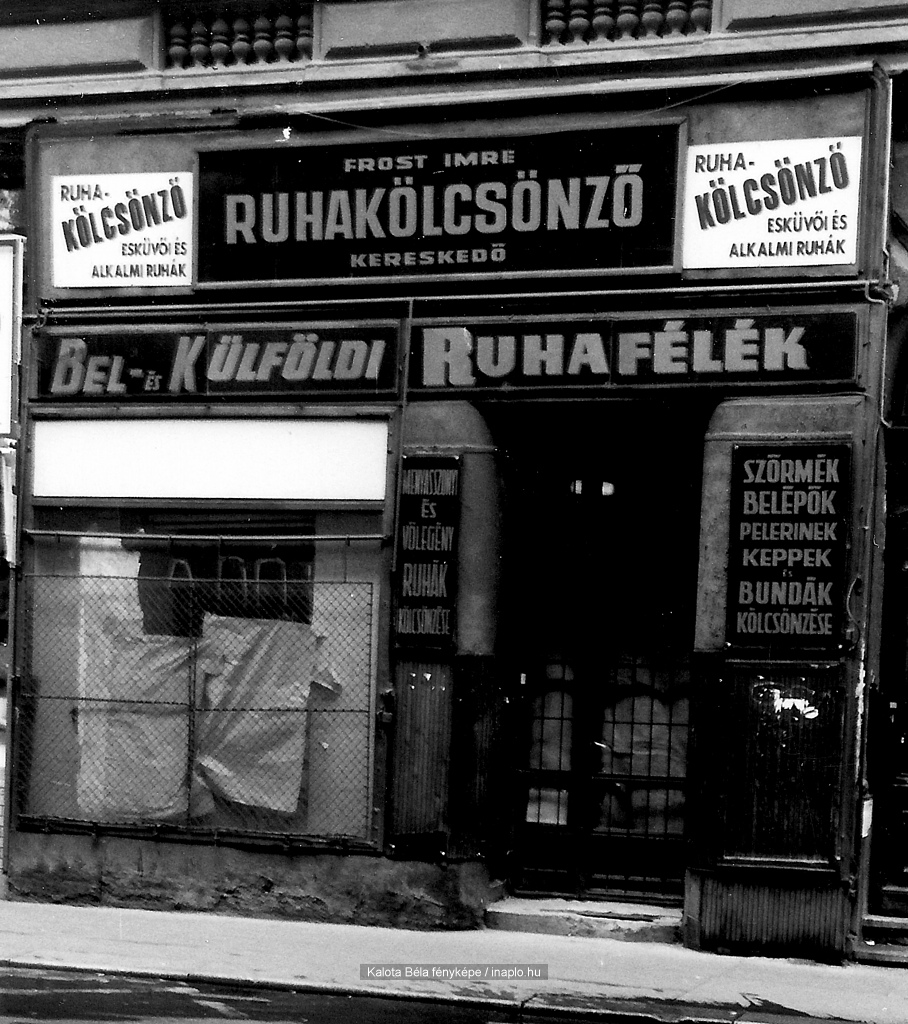 FROST IMRE
RUHAKÖLCSÖNZŐ
KERESKEDŐ
RUHA-
KÖLCSÖNZŐ
ESKÜVŐI ÉS
ALKALMI RUHÁK
RUHA-
KÖLCSÖNZŐ
ESKÜVŐI ÉS
ALKALMI RUHÁK
BEL- ÉS KÜLFÖLDI RUHAFÉLÉK
MENYASSZONY
ÉS
VŐLEGÉNY
RUHÁK
KÖLCSÖNZÉSE
SZŐRMÉK
BELÉPŐK
PELERINEK
KEPPEK
ÉS
BUNDÁK
KÖLCSÖNZÉSE
Kalota Béla fényképe / inaplo.hu